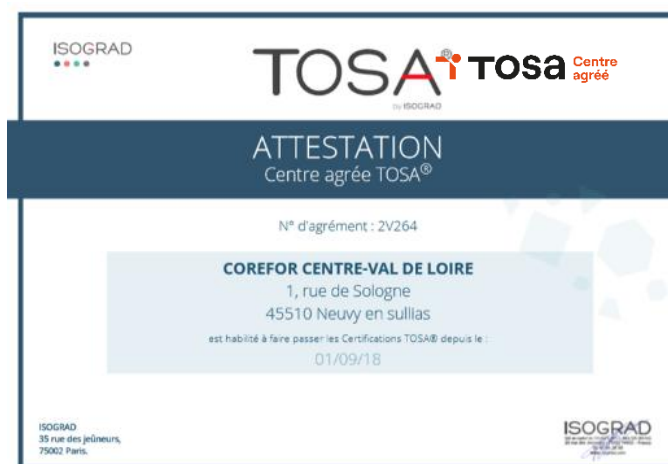 ISOGRAD
TOSA
by ISOGRAD
TOSA Centre agréé
ATTESTATION
Centre agrée TOSA®
N° d'agrément : 2V264
COREFOR CENTRE-VAL DE LOIRE
1, rue de Sologne
45510 Neuvy en sullias
est habilité à faire passer les Certifications TOSA® depuis le :
01/09/18
ISOGRAD
35 rue des jeûneurs,
75002 Paris.
ISOGRAD